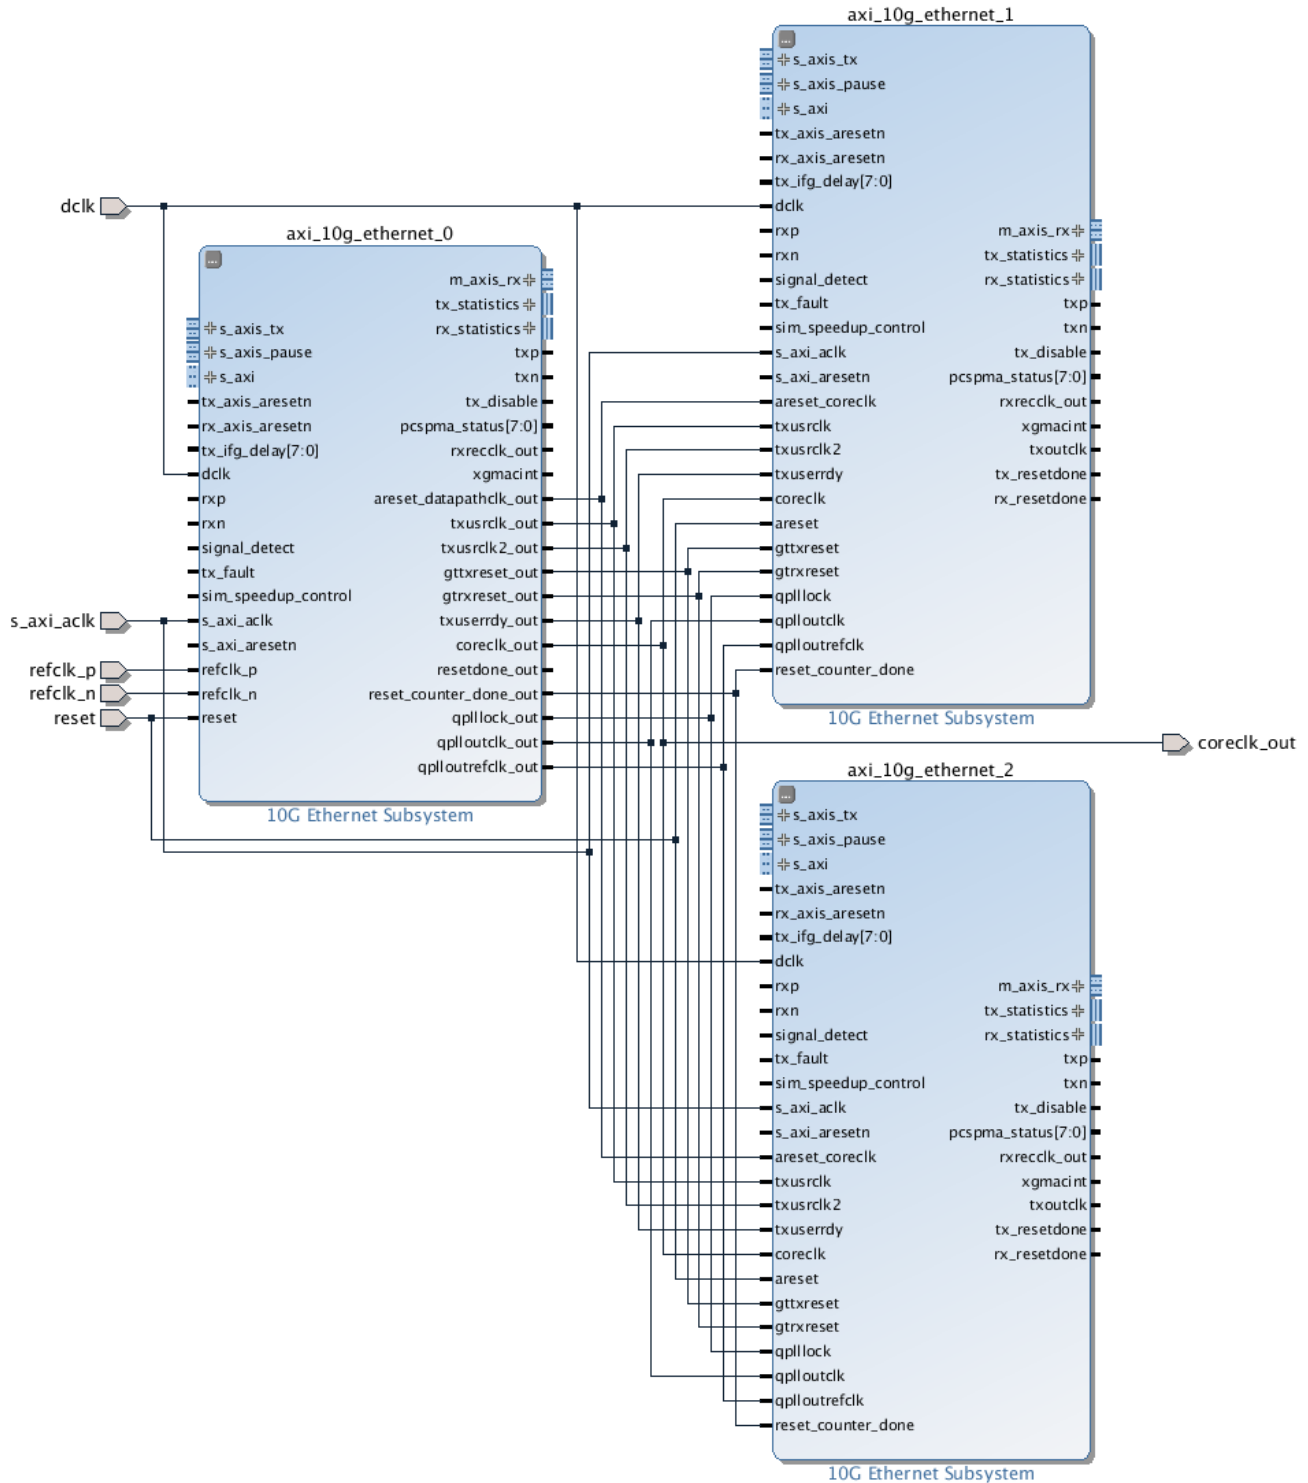 axi_10g_ethernet_1
s_axis_tx
s_axis_pause
s_axi
tx_axis_aresetn
rx_axis_aresetn
tx_ifg_delay[7:0]
dclk
rxp
rxn
signal_detect
tx_fault
sim_speedup_control
s_axi_aclk
s_axi_aresetn
areset_coreclk
txusrclk
txusrclk2
txuserrdy
coreclk
areset
gttxreset
gtrxreset
qplllock
qplloutclk
qplloutrefclk
reset_counter_done
m_axis_rx
tx_statistics
rx_statistics
txp
txn
tx_disable
pcspma_status[7:0]
rxrecclk_out
xgmacint
txoutclk
tx_resetdone
rx_resetdone
10G Ethernet Subsystem
dclk
s_axi_aclk
refclk_p
refclk_n
reset
axi_10g_ethernet_0
s_axis_tx
s_axis_pause
s_axi
tx_axis_aresetn
rx_axis_aresetn
tx_ifg_delay[7:0]
dclk
rxp
rxn
signal_detect
tx_fault
sim_speedup_control
s_axi_aclk
s_axi_aresetn
refclk_p
refclk_n
reset
m_axis_rx
tx_statistics
rx_statistics
txp
txn
tx_disable
pcspma_status[7:0]
rxrecclk_out
xgmacint
areset_datapathclk_out
txusrclk_out
txusrclk2_out
gttxreset_out
gtrxreset_out
txuserrdy_out
coreclk_out
resetdone_out
reset_counter_done_out
qplllock_out
qplloutclk_out
qplloutrefclk_out
10G Ethernet Subsystem
coreclk_out
axi_10g_ethernet_2
s_axis_tx
s_axis_pause
s_axi
tx_axis_aresetn
rx_axis_aresetn
tx_ifg_delay[7:0]
dclk
rxp
rxn
signal_detect
tx_fault
sim_speedup_control
s_axi_aclk
s_axi_aresetn
areset_coreclk
txusrclk
txusrclk2
txuserrdy
coreclk
areset
gttxreset
gtrxreset
qplllock
qplloutclk
qplloutrefclk
reset_counter_done
m_axis_rx
tx_statistics
rx_statistics
txp
txn
tx_disable
pcspma_status[7:0]
rxrecclk_out
xgmacint
txoutclk
tx_resetdone
rx_resetdone
10G Ethernet Subsystem